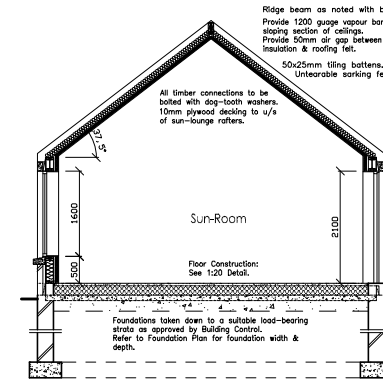 Ridge beam as noted with b
Provide 1200 guage vapour bar
sloping section of ceilings.
Provide 50mm air gap between
insulation & roofing felt.
50x25mm tiling battens.
Untearable sarking fe
All timber connections to be
bolted with dog-tooth washers.
10mm plywood decking to u/s
of sun-lounge rafters.
37.5°
1600
Sun-Room
2100
500
Floor Construction:
See 1:20 Detail.
Foundations taken down to a suitable load-bearing
strata as approved by Building Control.
Refer to Foundation Plan for foundation width &
depth.